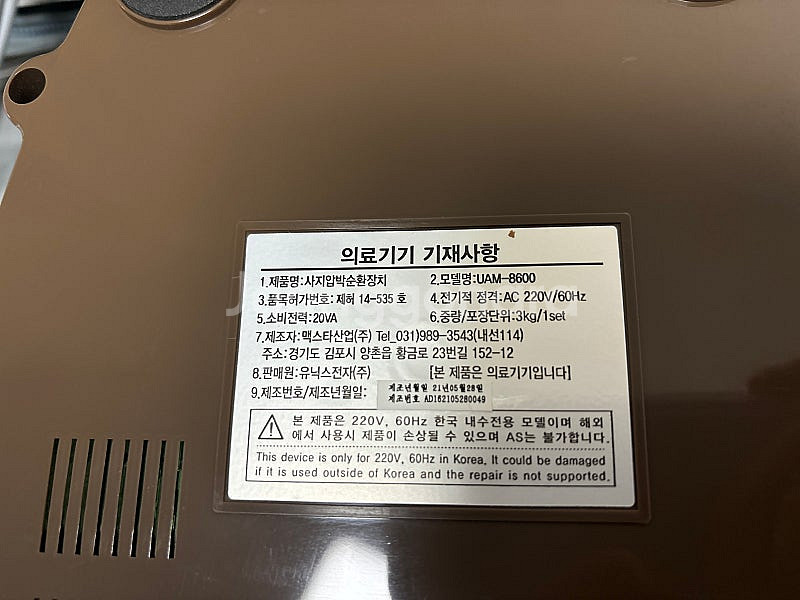 의료기기 기재사항
1.제품명:사지압박순환장치 2.모델명:UAM-8600
3.품목허가번호:제허 14-535 호 4.전기적 정격:AC 220V/60Hz
5.소비전력:20VA 6.중량/포장단위:3kg/1set
7.제조자:맥스타산업(주) Tel_031)989-3543(내선114)
주소:경기도 김포시 양촌읍 황금로 23번길 152-12
8.판매원:유닉스전자(주) [본 제품은 의료기기입니다]
9.제조번호/제조년월일: 제조년월일 21년05월28일
제조번호 AD162105280049
본 제품은 220V, 60Hz 한국 내수전용 모델이며 해외
에서 사용시 제품이 손상될 수 있으며 AS는 불가합니다.
This device is only for 220V, 60Hz in Korea. It could be damaged
if it is used outside of Korea and the repair is not supported.